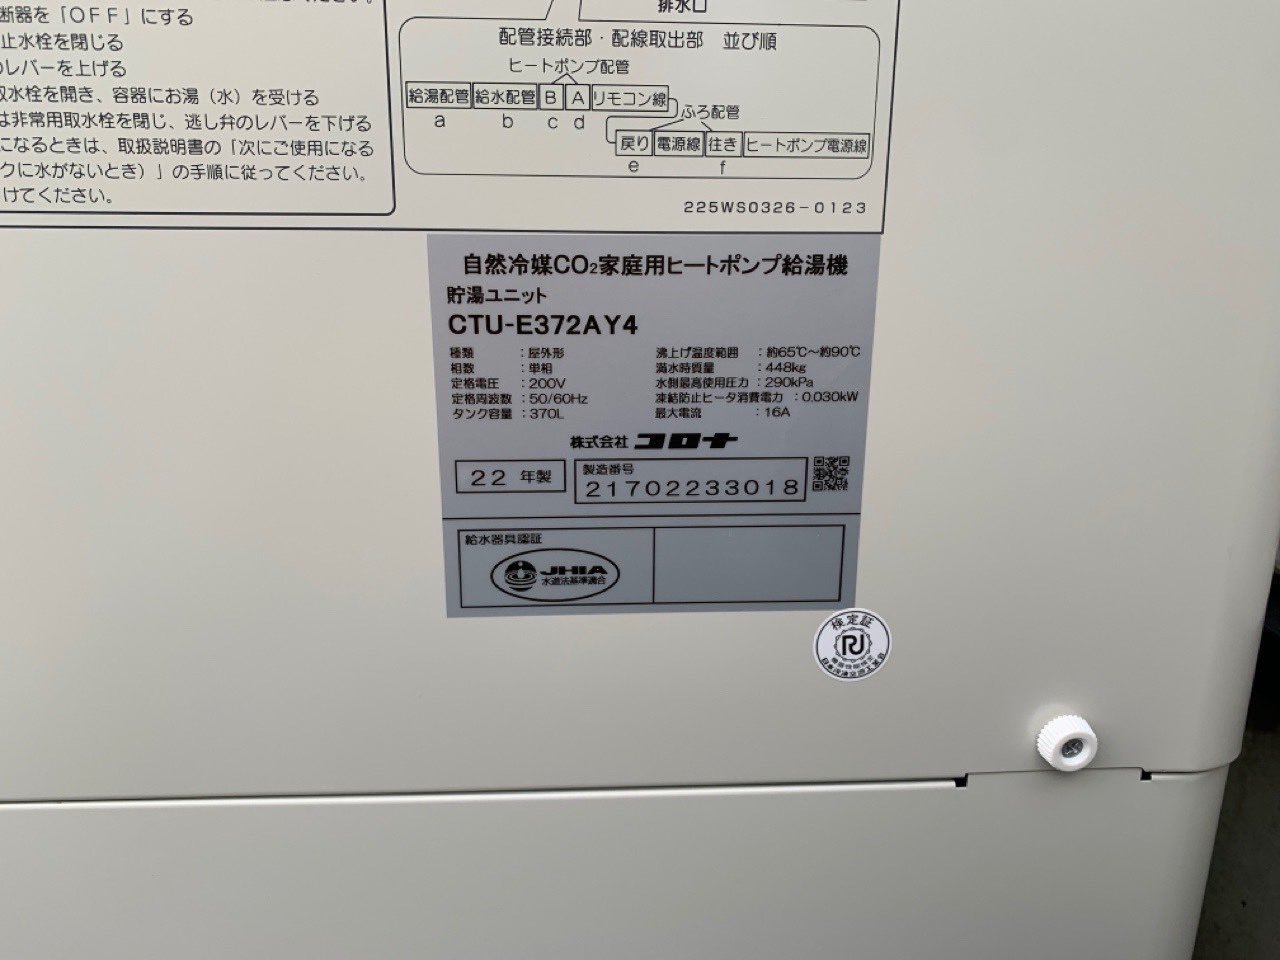 断器を「OFF」にする
止水栓を閉じる
のレバーを上げる
取水栓を開き、容器にお湯（水）を受ける
は非常用取水栓を閉じ、逃し弁のレバーを下げる
になるときは、取扱説明書の「次にご使用になる
クに水がないとき）」の手順に従ってください。
けてください。
排水口
配管接続部・配線取出部 並び順
ヒートポンプ配管
給湯配管 給水配管 B A リモコン線
a b c d
ふろ配管
戻り 電源線 往き ヒートポンプ電源線
e f
225WS0326-0123
自然冷媒CO₂家庭用ヒートポンプ給湯機
貯湯ユニット
CTU-E372AY4
種類 ：屋外形
相数 ：単相
定格電圧 ：200V
定格周波数 ：50/60Hz
タンク容量 ：370L
沸上げ温度範囲 ：約65℃～約90℃
満水時質量 ：448kg
水側最高使用圧力 ：290kPa
凍結防止ヒータ消費電力 ：0.030kW
最大電流 ：16A
株式会社 コロナ
22 年製
製造番号
21702233018
給水器具認証
JHIA
水道法基準適合
検定証